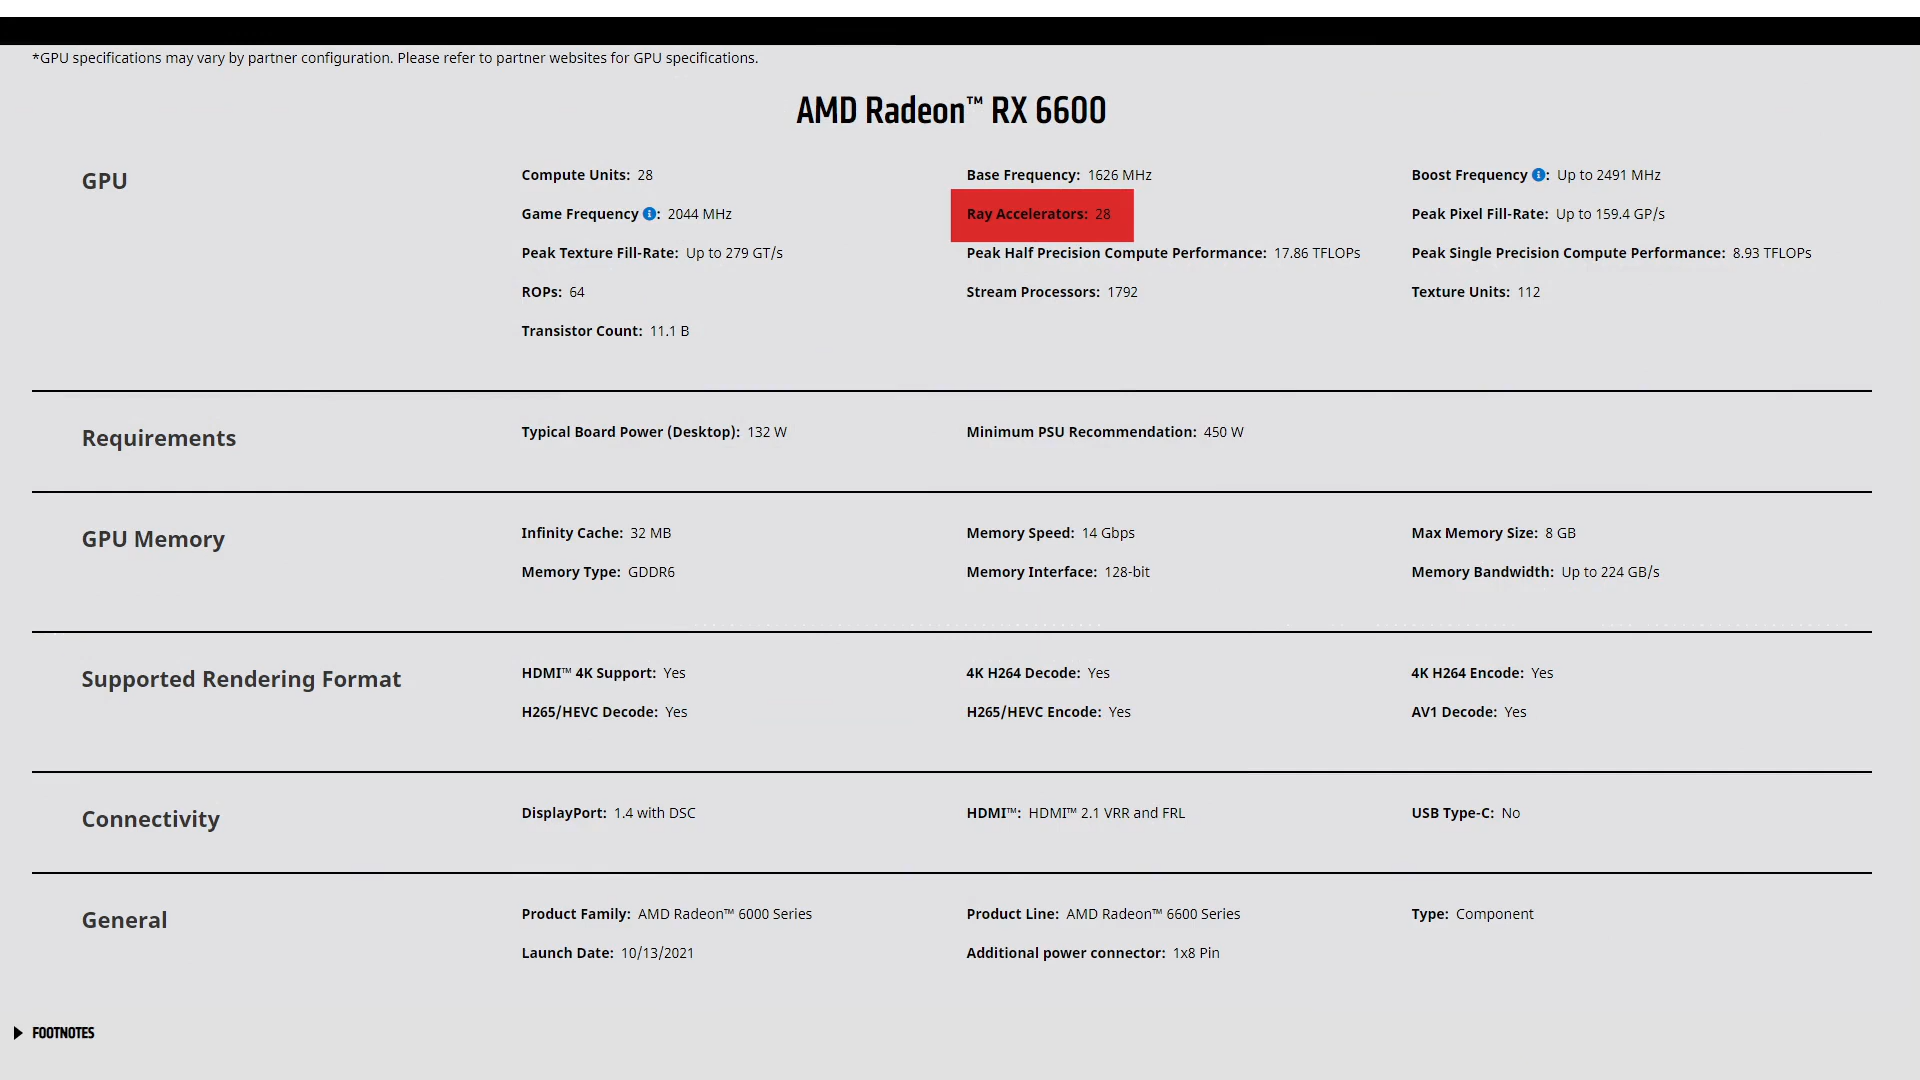 *GPU specifications may vary by partner configuration. Please refer to partner websites for GPU specifications.
AMD Radeon™ RX 6600
GPU
Compute Units: 28
Base Frequency: 1626 MHz
Boost Frequency : Up to 2491 MHz
Game Frequency : 2044 MHz
Ray Accelerators: 28
Peak Pixel Fill-Rate: Up to 159.4 GP/s
Peak Texture Fill-Rate: Up to 279 GT/s
Peak Half Precision Compute Performance: 17.86 TFLOPs
Peak Single Precision Compute Performance: 8.93 TFLOPs
ROPs: 64
Stream Processors: 1792
Texture Units: 112
Transistor Count: 11.1 B
Requirements
Typical Board Power (Desktop): 132 W
Minimum PSU Recommendation: 450 W
GPU Memory
Infinity Cache: 32 MB
Memory Speed: 14 Gbps
Max Memory Size: 8 GB
Memory Type: GDDR6
Memory Interface: 128-bit
Memory Bandwidth: Up to 224 GB/s
Supported Rendering Format
HDMI™ 4K Support: Yes
4K H264 Decode: Yes
4K H264 Encode: Yes
H265/HEVC Decode: Yes
H265/HEVC Encode: Yes
AV1 Decode: Yes
Connectivity
DisplayPort: 1.4 with DSC
HDMI™: HDMI™ 2.1 VRR and FRL
USB Type-C: No
General
Product Family: AMD Radeon™ 6000 Series
Product Line: AMD Radeon™ 6600 Series
Type: Component
Launch Date: 10/13/2021
Additional power connector: 1x8 Pin
FOOTNOTES